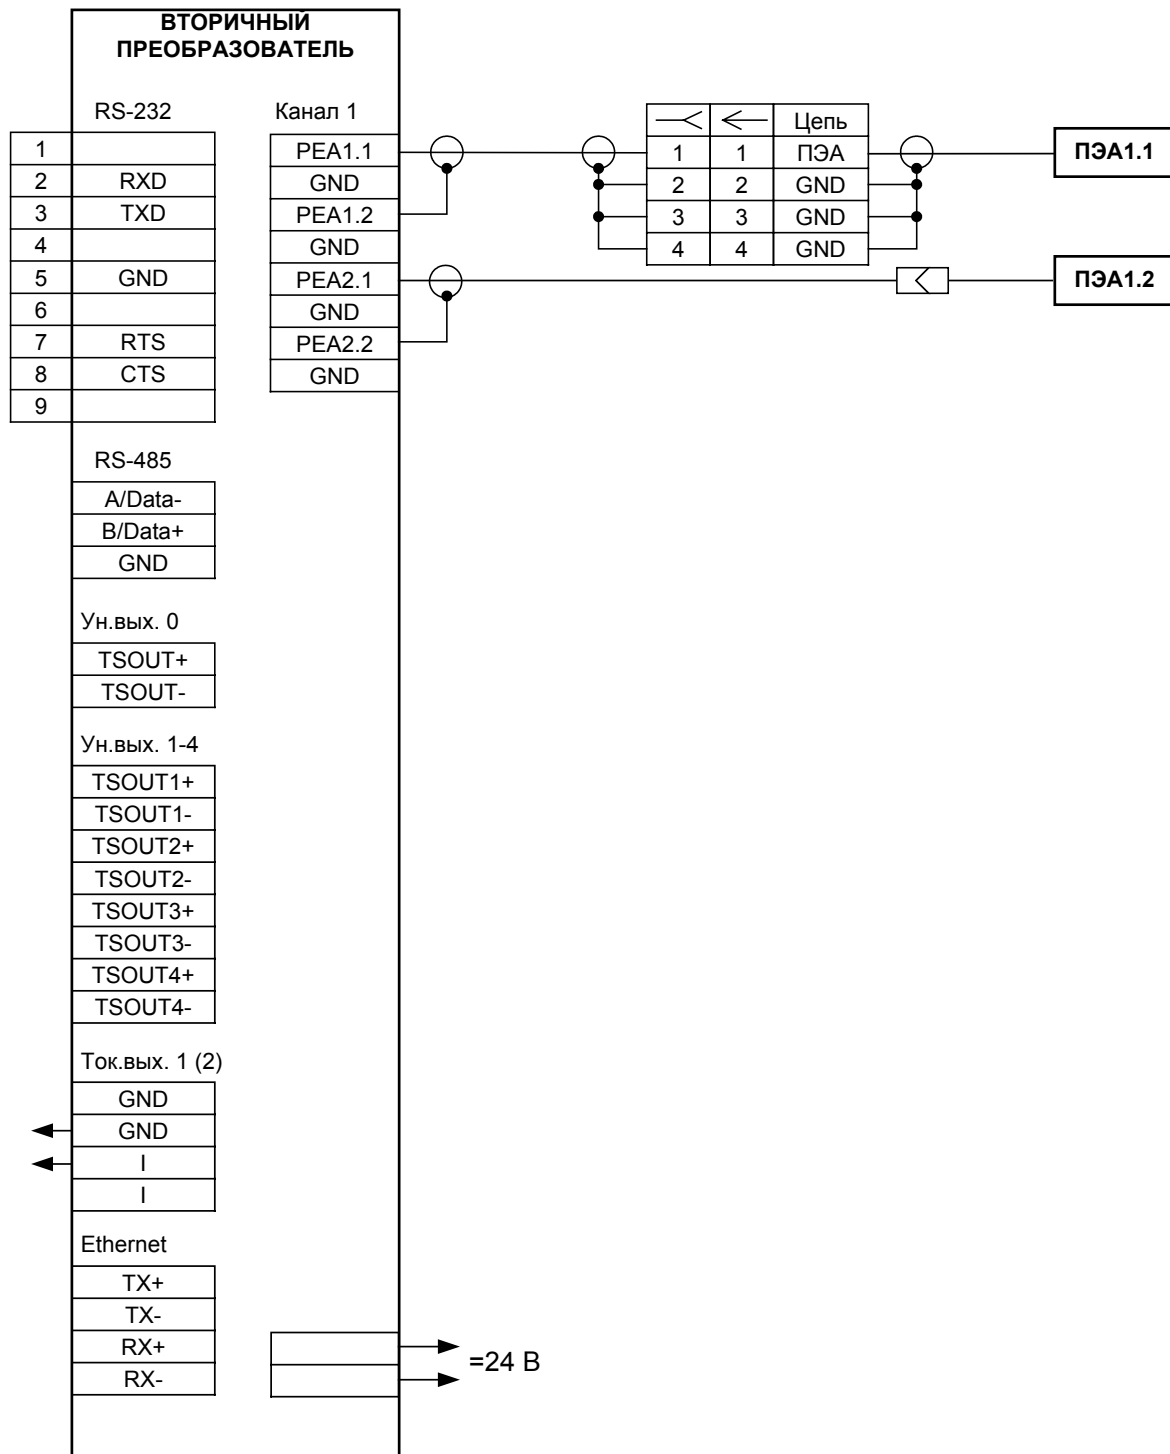 ВТОРИЧНЫЙ
ПРЕОБРАЗОВАТЕЛЬ
RS-232
1
2 RXD
3 TXD
4
5 GND
6
7 RTS
8 CTS
9
Канал 1
PEA1.1
GND
PEA1.2
GND
PEA2.1
GND
PEA2.2
GND
Цепь
1 1 ПЭА
2 2 GND
3 3 GND
4 4 GND
ПЭА1.1
ПЭА1.2
RS-485
A/Data-
B/Data+
GND
Ун.вых. 0
TSOUT+
TSOUT-
Ун.вых. 1-4
TSOUT1+
TSOUT1-
TSOUT2+
TSOUT2-
TSOUT3+
TSOUT3-
TSOUT4+
TSOUT4-
Ток.вых. 1 (2)
GND
GND
I
I
Ethernet
TX+
TX-
RX+
RX-
=24 В